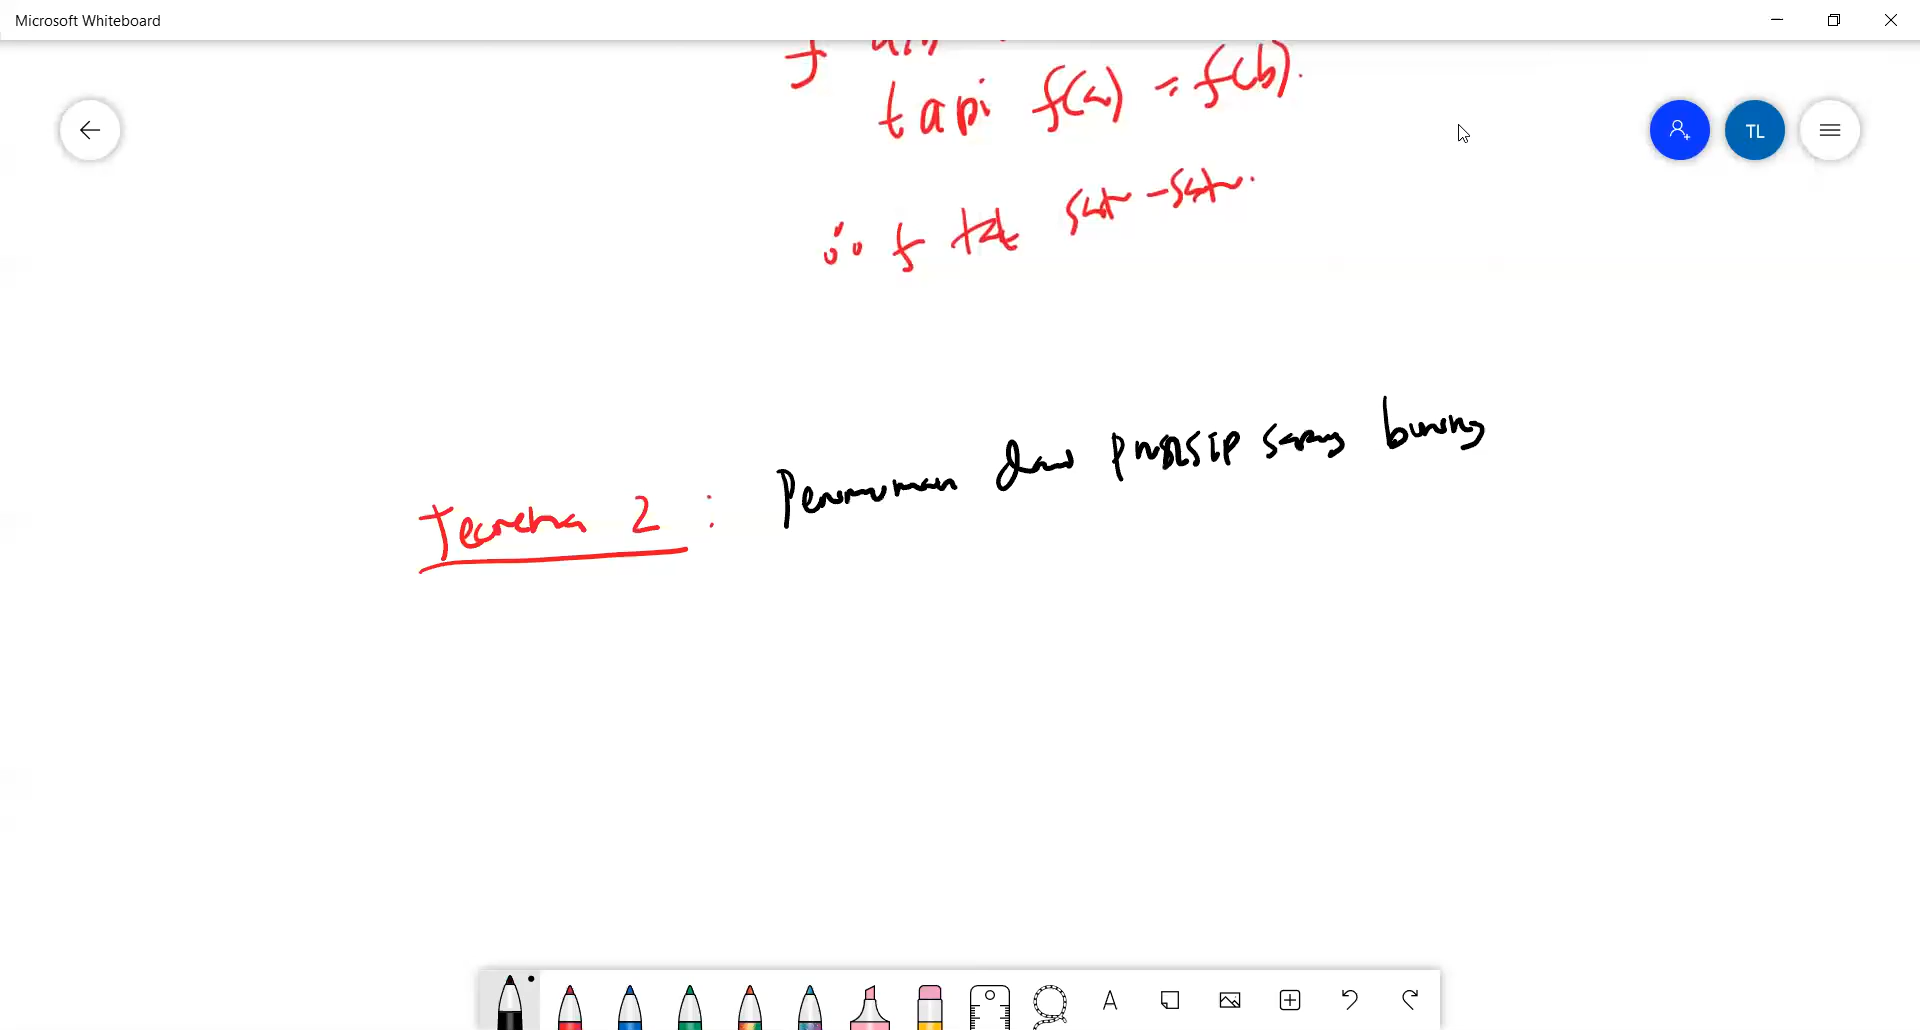 Microsoft Whiteboard
f
tapi f(a) = f(b).
∴ f tak satu-satu.
Teorema 2 : Perumuman dari prinsip sarang burung
TL
A